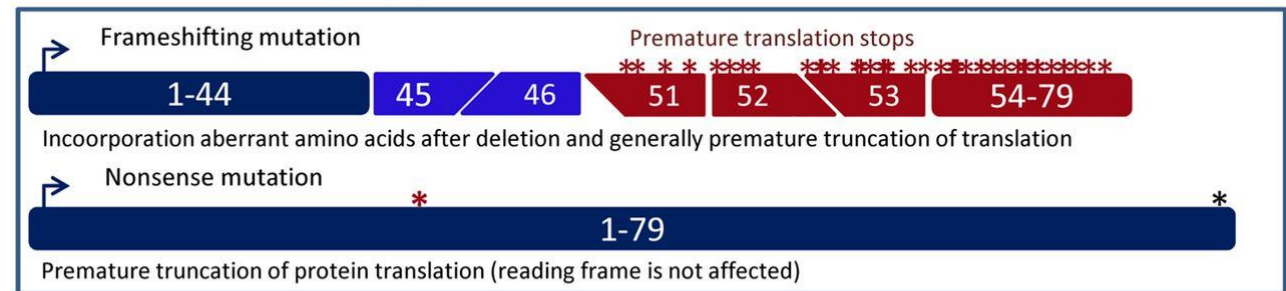 Frameshifting mutation
Premature translation stops
** * * **** *** *** ** ****************
1-44 45 46 51 52 53 54-79
Incoorporation aberrant amino acids after deletion and generally premature truncation of translation
Nonsense mutation
* *
1-79
Premature truncation of protein translation (reading frame is not affected)